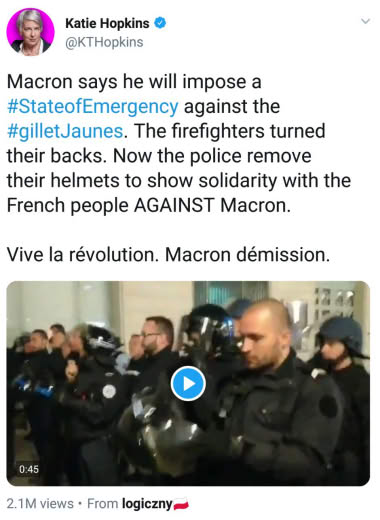 Katie Hopkins
@KTHopkins
Macron says he will impose a
#StateofEmergency against the
#gilletJaunes. The firefighters turned
their backs. Now the police remove
their helmets to show solidarity with the
French people AGAINST Macron.
Vive la révolution. Macron démission.
0:45
2.1M views • From logiczny🇵🇱